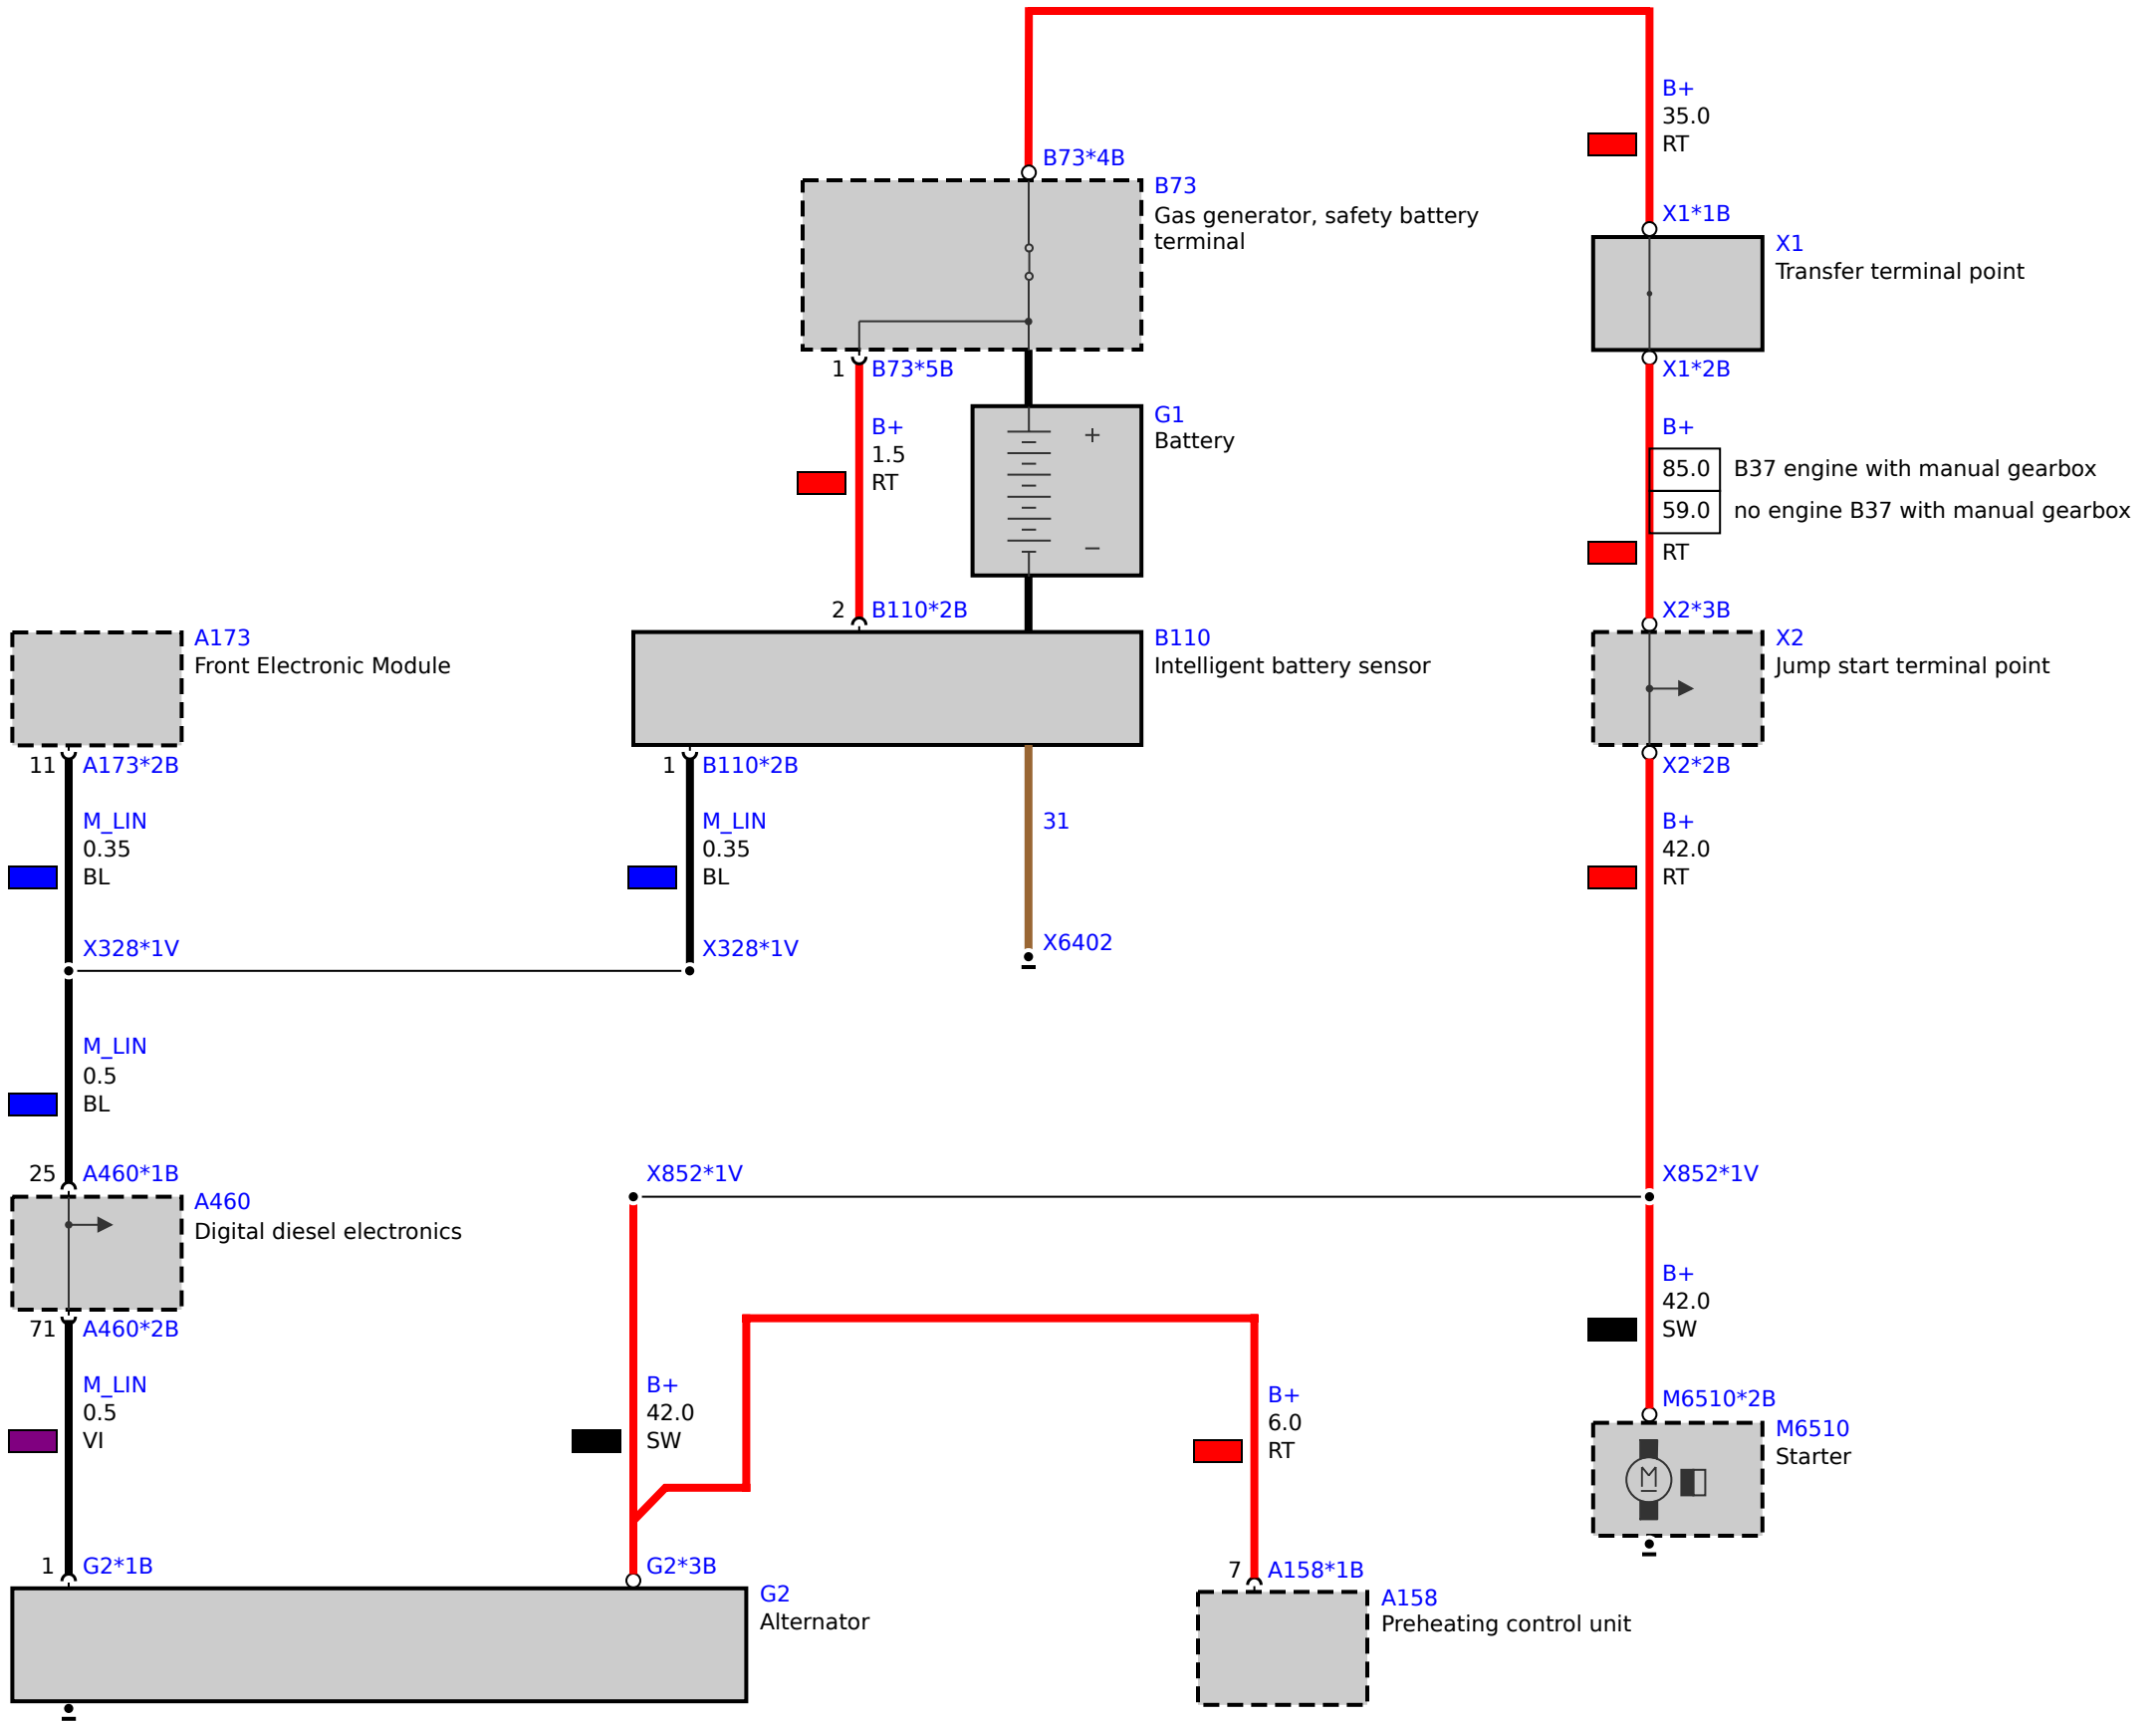 B+
35.0
RT
B73*4B
B73
Gas generator, safety battery
terminal
X1*1B
X1
Transfer terminal point
1 B73*5B
X1*2B
G1
Battery
+
−
B+
1.5
RT
B+
85.0 B37 engine with manual gearbox
59.0 no engine B37 with manual gearbox
RT
2 B110*2B
X2*3B
A173
Front Electronic Module
B110
Intelligent battery sensor
X2
Jump start terminal point
11 A173*2B
1 B110*2B
X2*2B
M_LIN
0.35
BL
M_LIN
0.35
BL
31
B+
42.0
RT
X328*1V
X328*1V
X6402
M_LIN
0.5
BL
25 A460*1B
X852*1V
X852*1V
A460
Digital diesel electronics
B+
42.0
SW
71 A460*2B
M_LIN
0.5
VI
B+
42.0
SW
B+
6.0
RT
M6510*2B
M6510
Starter
M
1 G2*1B
G2*3B
7 A158*1B
G2
Alternator
A158
Preheating control unit